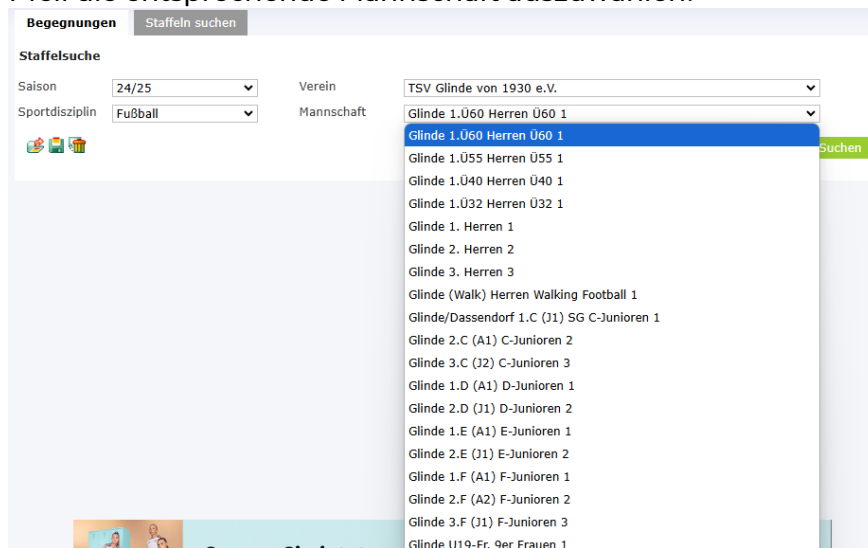 Begegnungen Staffeln suchen
Staffelsuche
Saison 24/25 Verein TSV Glinde von 1930 e.V.
Sportdisziplin Fußball Mannschaft Glinde 1.Ü60 Herren Ü60 1
Glinde 1.Ü60 Herren Ü60 1
Suchen
Glinde 1.Ü55 Herren Ü55 1
Glinde 1.Ü40 Herren Ü40 1
Glinde 1.Ü32 Herren Ü32 1
Glinde 1. Herren 1
Glinde 2. Herren 2
Glinde 3. Herren 3
Glinde (Walk) Herren Walking Football 1
Glinde/Dassendorf 1.C (J1) SG C-Junioren 1
Glinde 2.C (A1) C-Junioren 2
Glinde 3.C (J2) C-Junioren 3
Glinde 1.D (A1) D-Junioren 1
Glinde 2.D (J1) D-Junioren 2
Glinde 1.E (A1) E-Junioren 1
Glinde 2.E (J1) E-Junioren 2
Glinde 1.F (A1) F-Junioren 1
Glinde 2.F (A2) F-Junioren 2
Glinde 3.F (J1) F-Junioren 3
Glinde U19-Fr. 9er Frauen 1